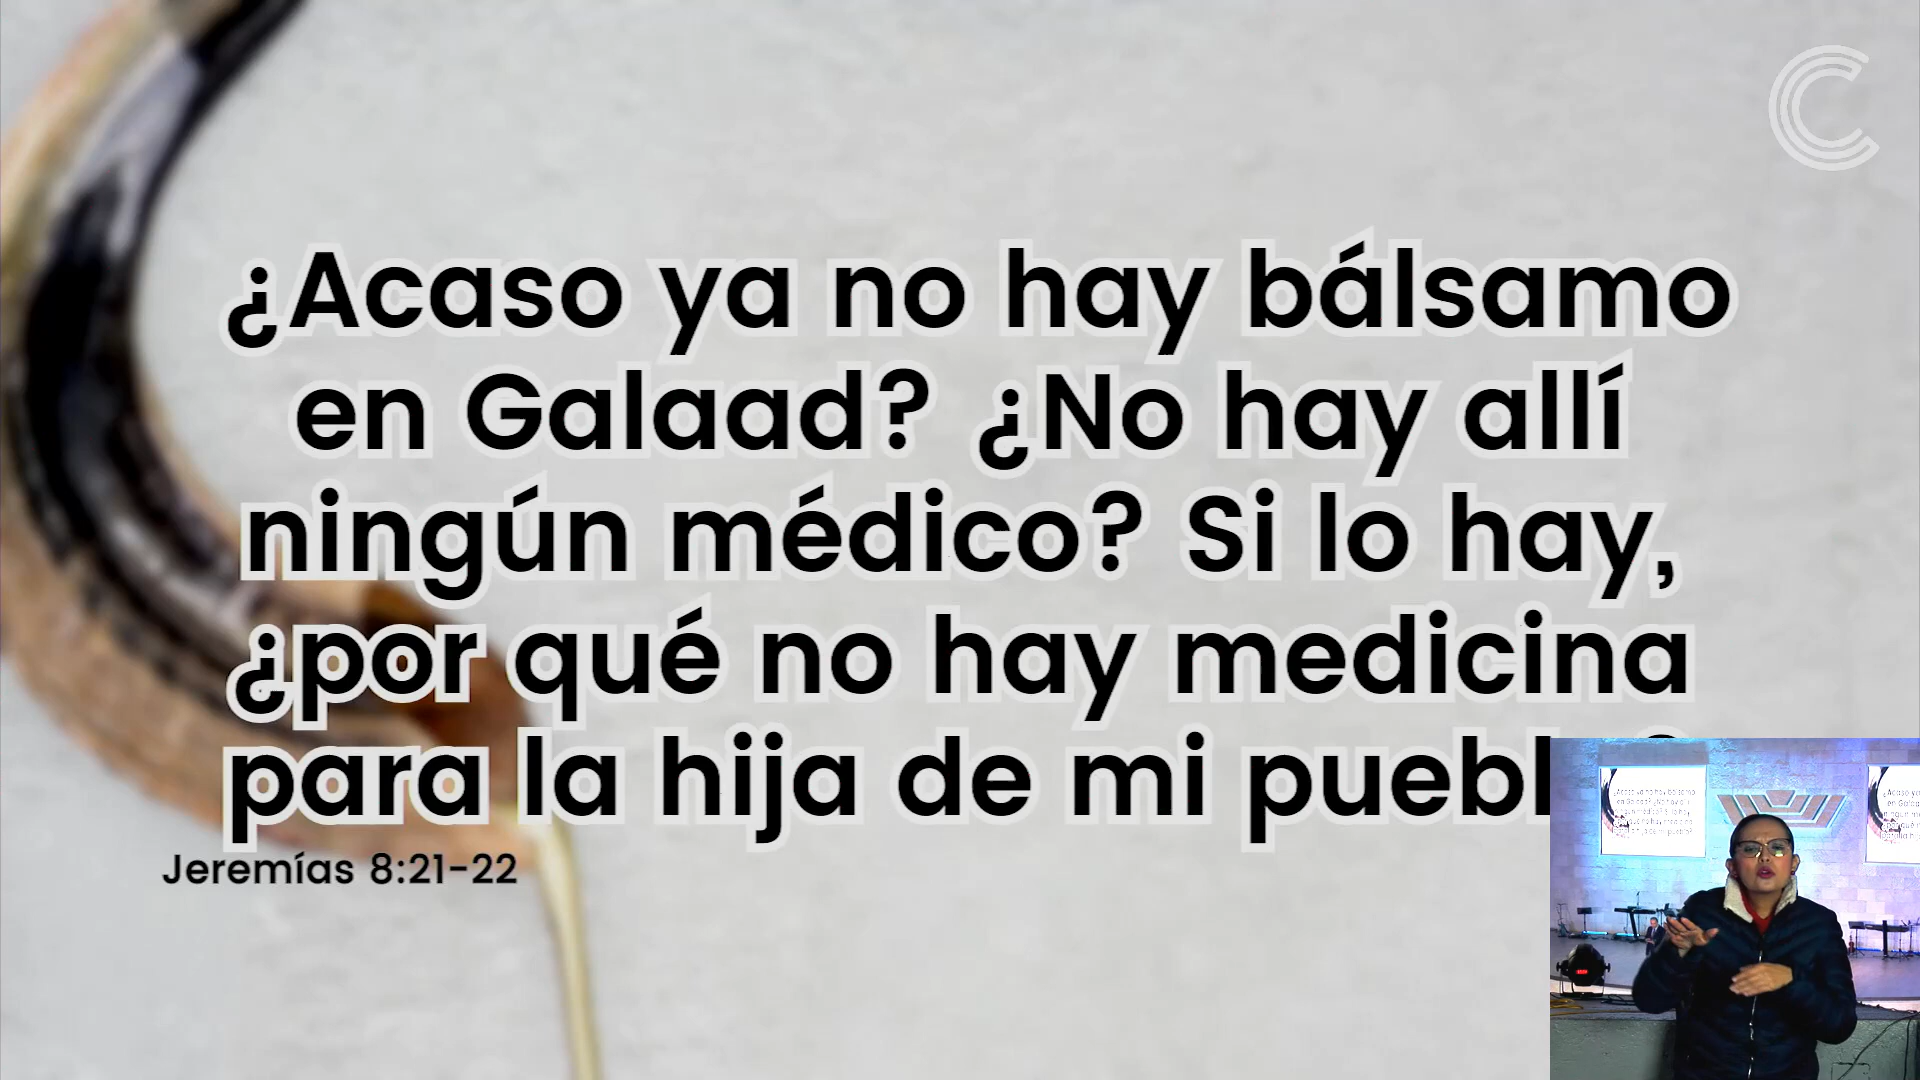 ¿Acaso ya no hay bálsamo
en Galaad? ¿No hay allí
ningún médico? Si lo hay,
¿por qué no hay medicina
para la hija de mi
Jeremías 8:21-22